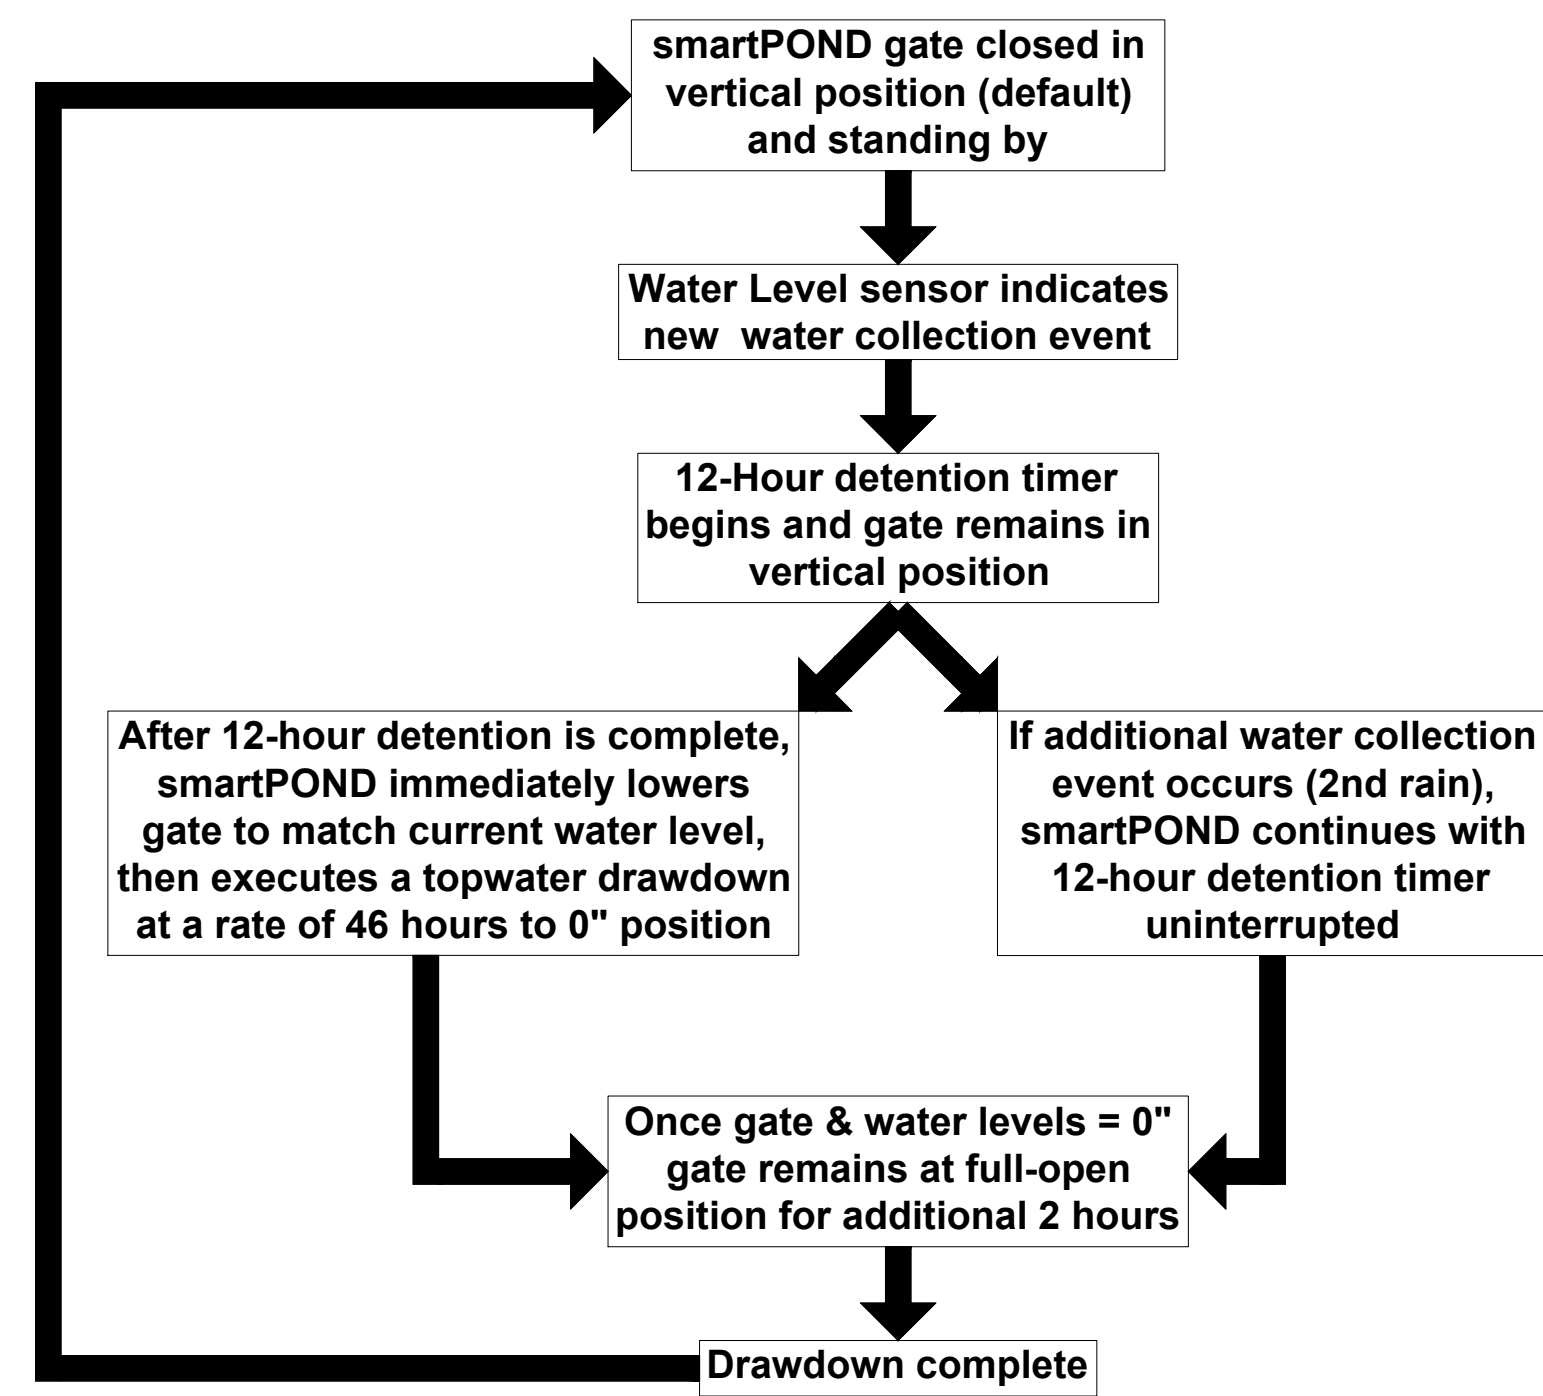 smartPOND gate closed in
vertical position (default)
and standing by
Water Level sensor indicates
new  water collection event
12-Hour detention timer
begins and gate remains in
vertical position
After 12-hour detention is complete,
smartPOND immediately lowers
gate to match current water level,
then executes a topwater drawdown
at a rate of 46 hours to 0" position
If additional water collection
event occurs (2nd rain),
smartPOND continues with
12-hour detention timer
uninterrupted
Once gate & water levels = 0"
gate remains at full-open
position for additional 2 hours
Drawdown complete